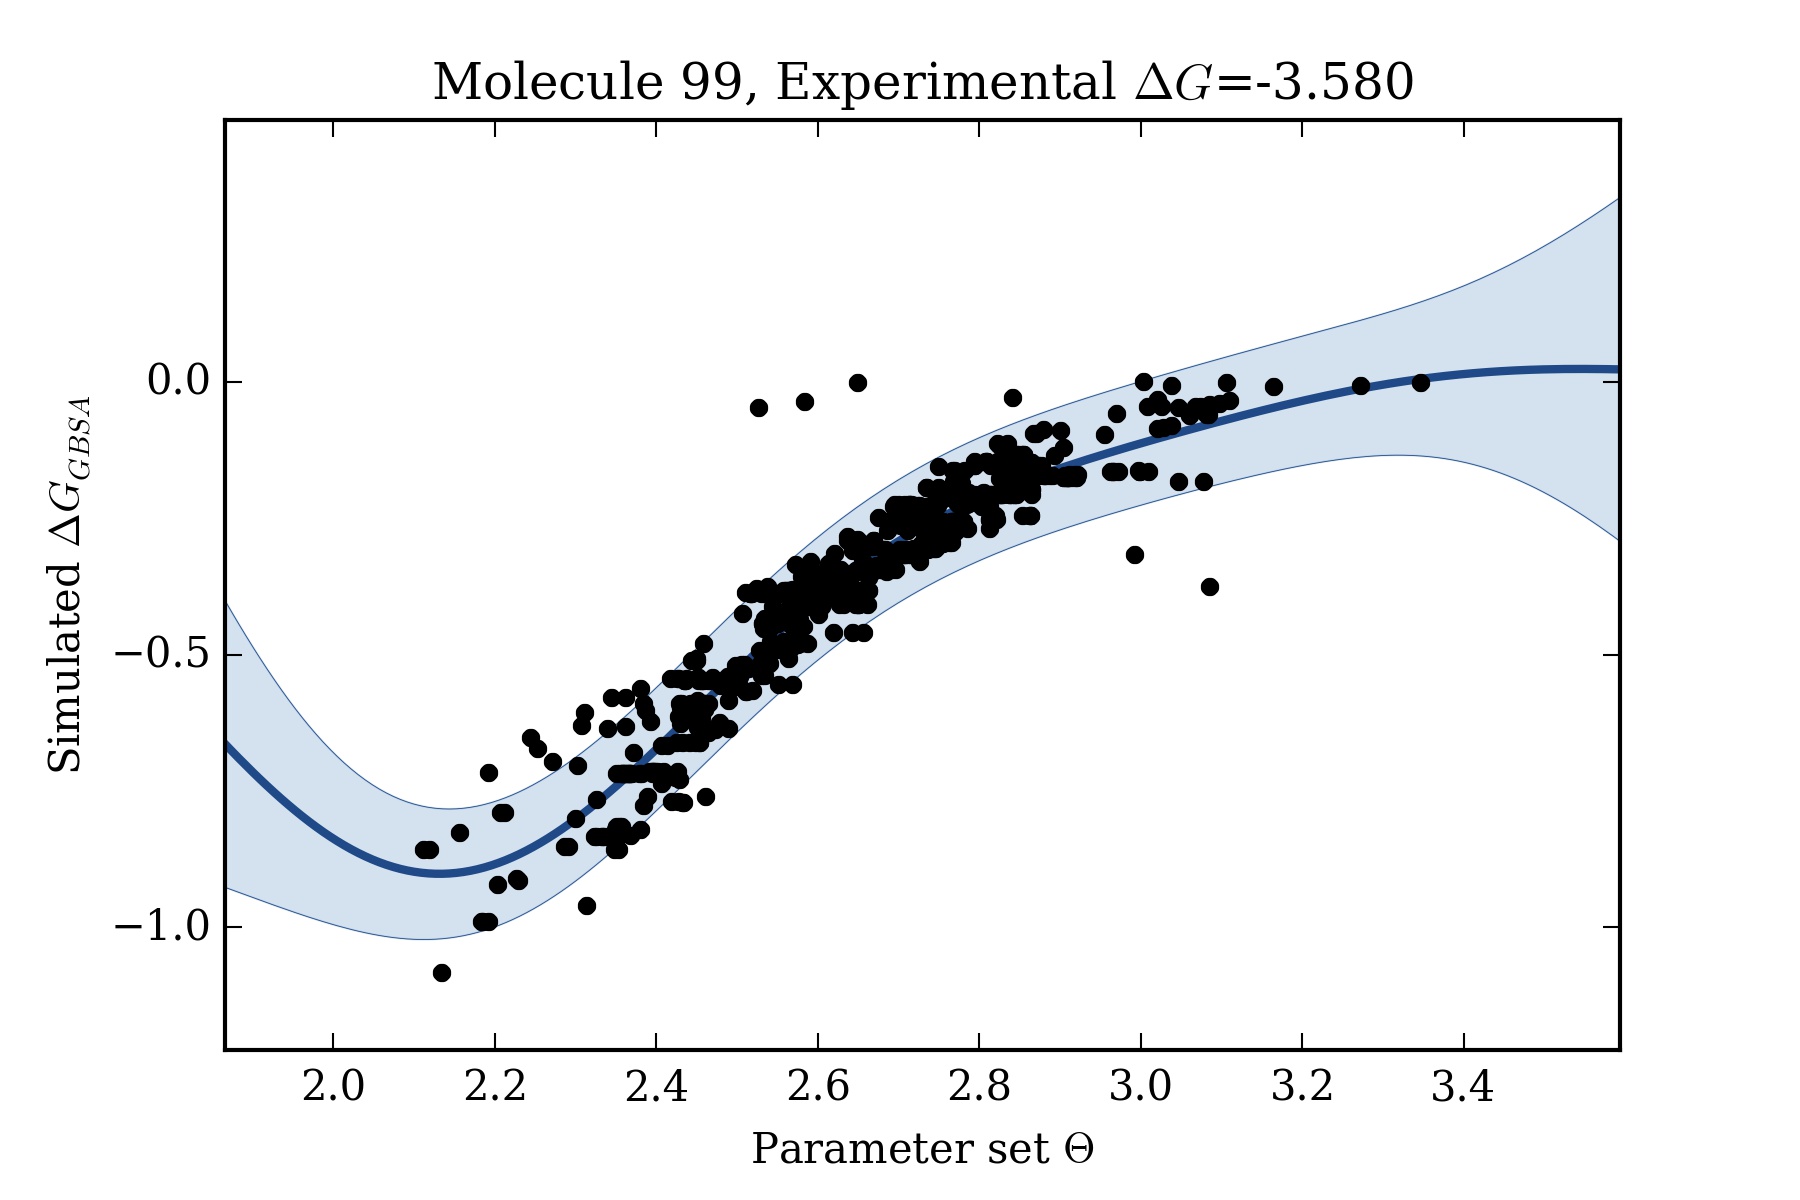 Molecule 99, Experimental ΔG=-3.580
Simulated ΔG_GBSA
0.0
−0.5
−1.0
2.0 2.2 2.4 2.6 2.8 3.0 3.2 3.4
Parameter set Θ